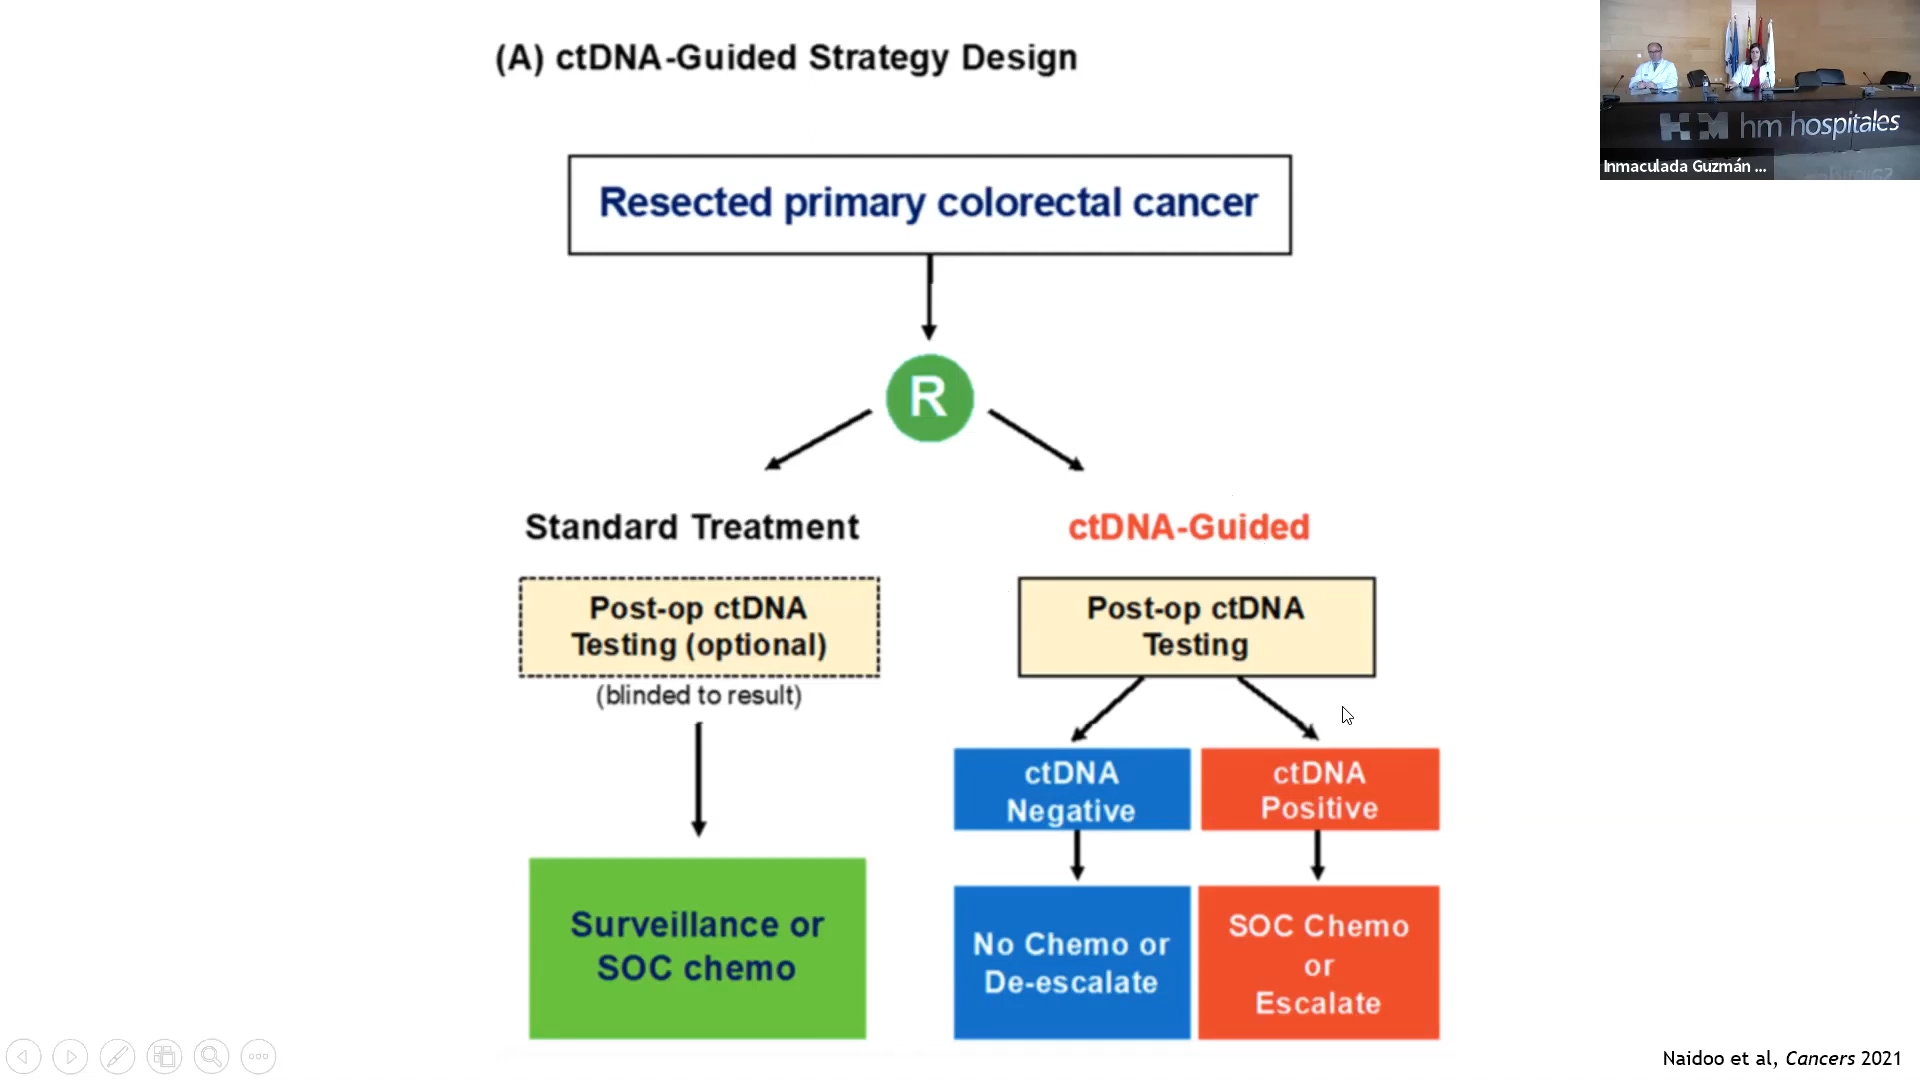 (A) ctDNA-Guided Strategy Design
hm hospitales
Inmaculada Guzmán ...
Resected primary colorectal cancer
R
Standard Treatment
Post-op ctDNA
Testing (optional)
(blinded to result)
Surveillance or
SOC chemo
ctDNA-Guided
Post-op ctDNA
Testing
ctDNA
Negative
No Chemo or
De-escalate
ctDNA
Positive
SOC Chemo
or
Escalate
Naidoo et al, Cancers 2021